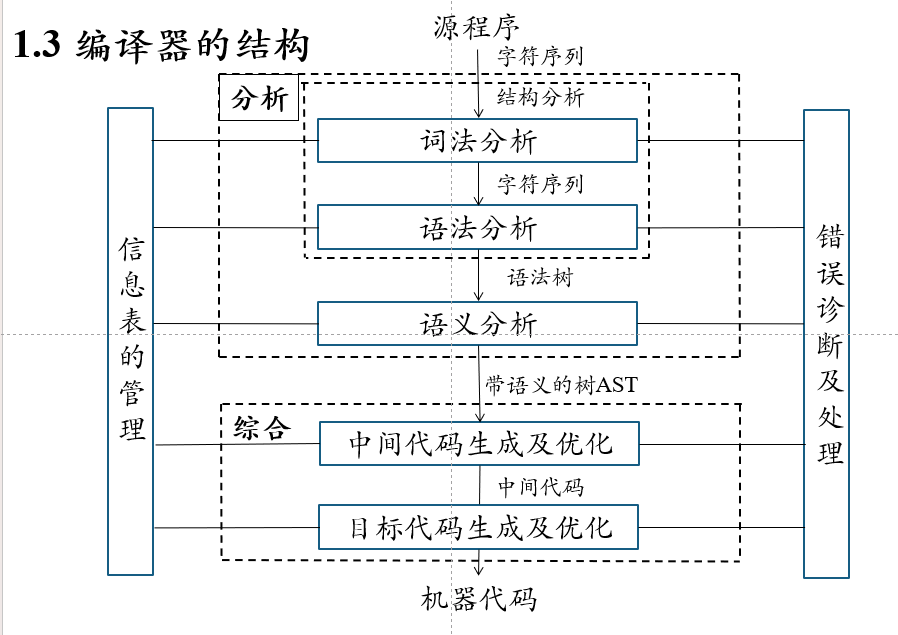 1.3 编译器的结构
源程序
字符序列
分析
结构分析
词法分析
字符序列
语法分析
语法树
语义分析
带语义的树AST
综合
中间代码生成及优化
中间代码
目标代码生成及优化
机器代码
信息表的管理
错误诊断及处理